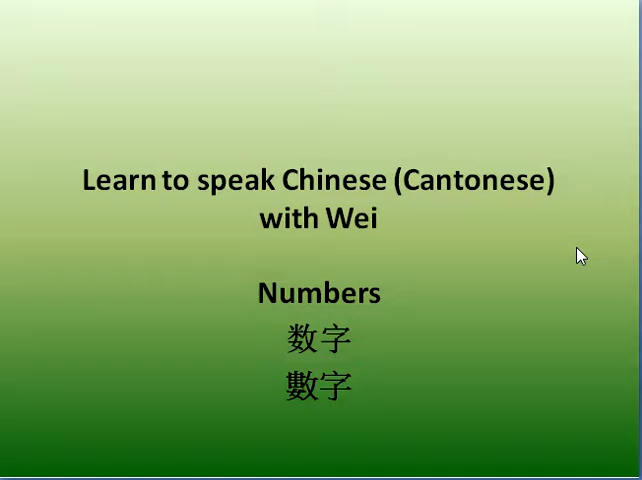 Learn to speak Chinese (Cantonese)
with Wei
Numbers
数字
數字